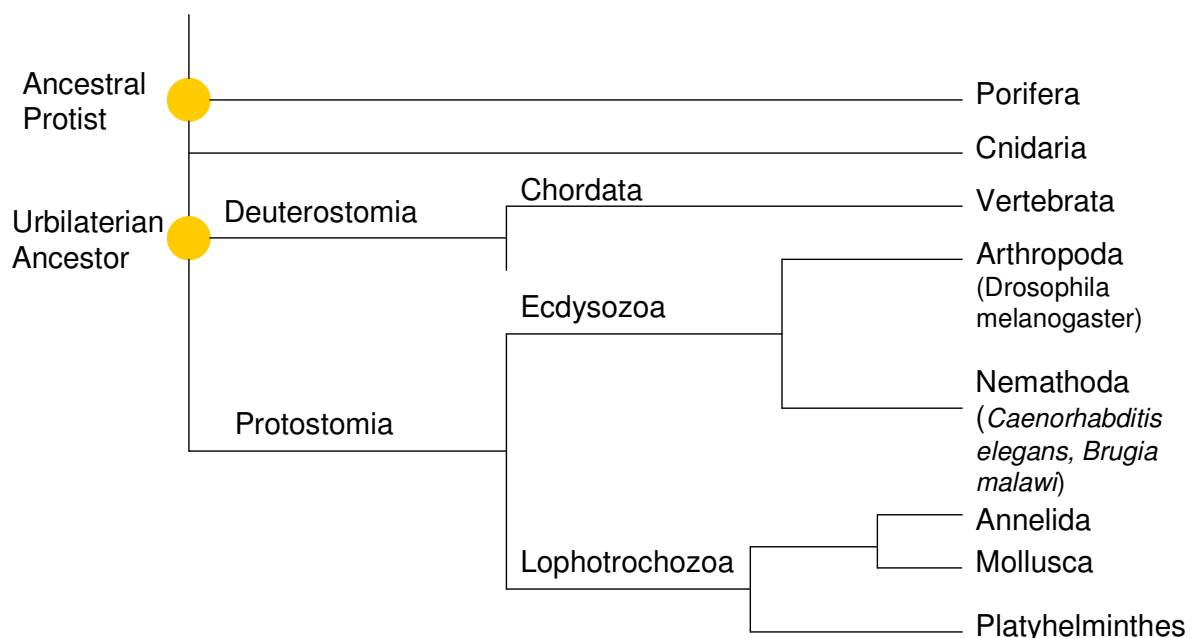 Ancestral
Protist
Porifera
Cnidaria
Urbilaterian
Ancestor
Deuterostomia
Chordata
Vertebrata
Arthropoda
(Drosophila
melanogaster)
Ecdysozoa
Nemathoda
(Caenorhabditis
elegans, Brugia
malawi)
Protostomia
Annelida
Lophotrochozoa
Mollusca
Platyhelminthes